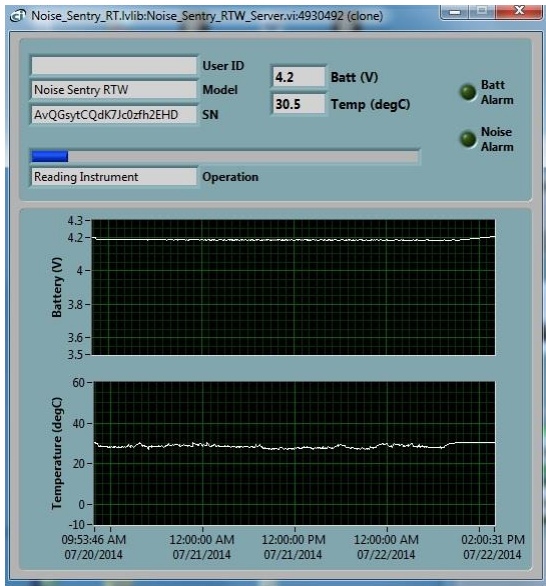 Noise_Sentry_RT.lvlib:Noise_Sentry_RTW_Server.vi:4930492 (clone)
User ID
Noise Sentry RTW Model
AvQGsytCQdK7Jc0zfh2EHD SN
4.2 Batt (V)
30.5 Temp (degC)
Batt
Alarm
Noise
Alarm
Reading Instrument Operation
Battery (V)
4.3
4.2
4
3.8
3.6
3.5
Temperature (degC)
60
40
20
0
-10
09:53:46 AM 12:00:00 AM 12:00:00 PM 12:00:00 AM 02:00:31 PM
07/20/2014 07/21/2014 07/21/2014 07/22/2014 07/22/2014